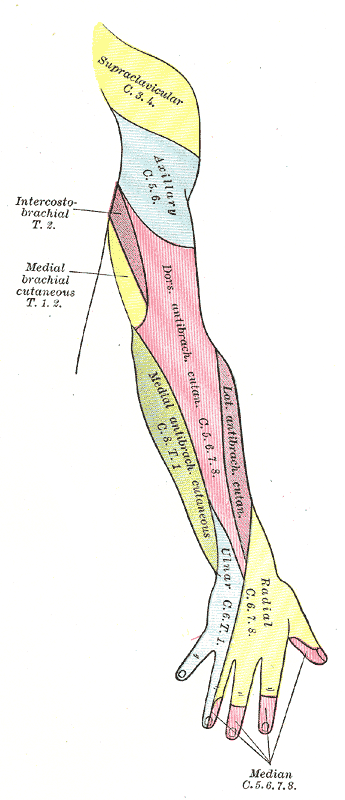 Supraclavicular
C. 3. 4.
Axillary
C. 5. 6.
Intercosto-
brachial
T. 2.
Medial
brachial
cutaneous
T. 1. 2.
Dors. antibrach. cutan. C. 5. 6. 7. 8.
Lat. antibrach. cutan.
Medial antibrach. cutaneous
C. 8. T. 1
Ulnar C. 6. T. 1.
Radial
C. 6. 7. 8.
Median
C. 5. 6. 7. 8.